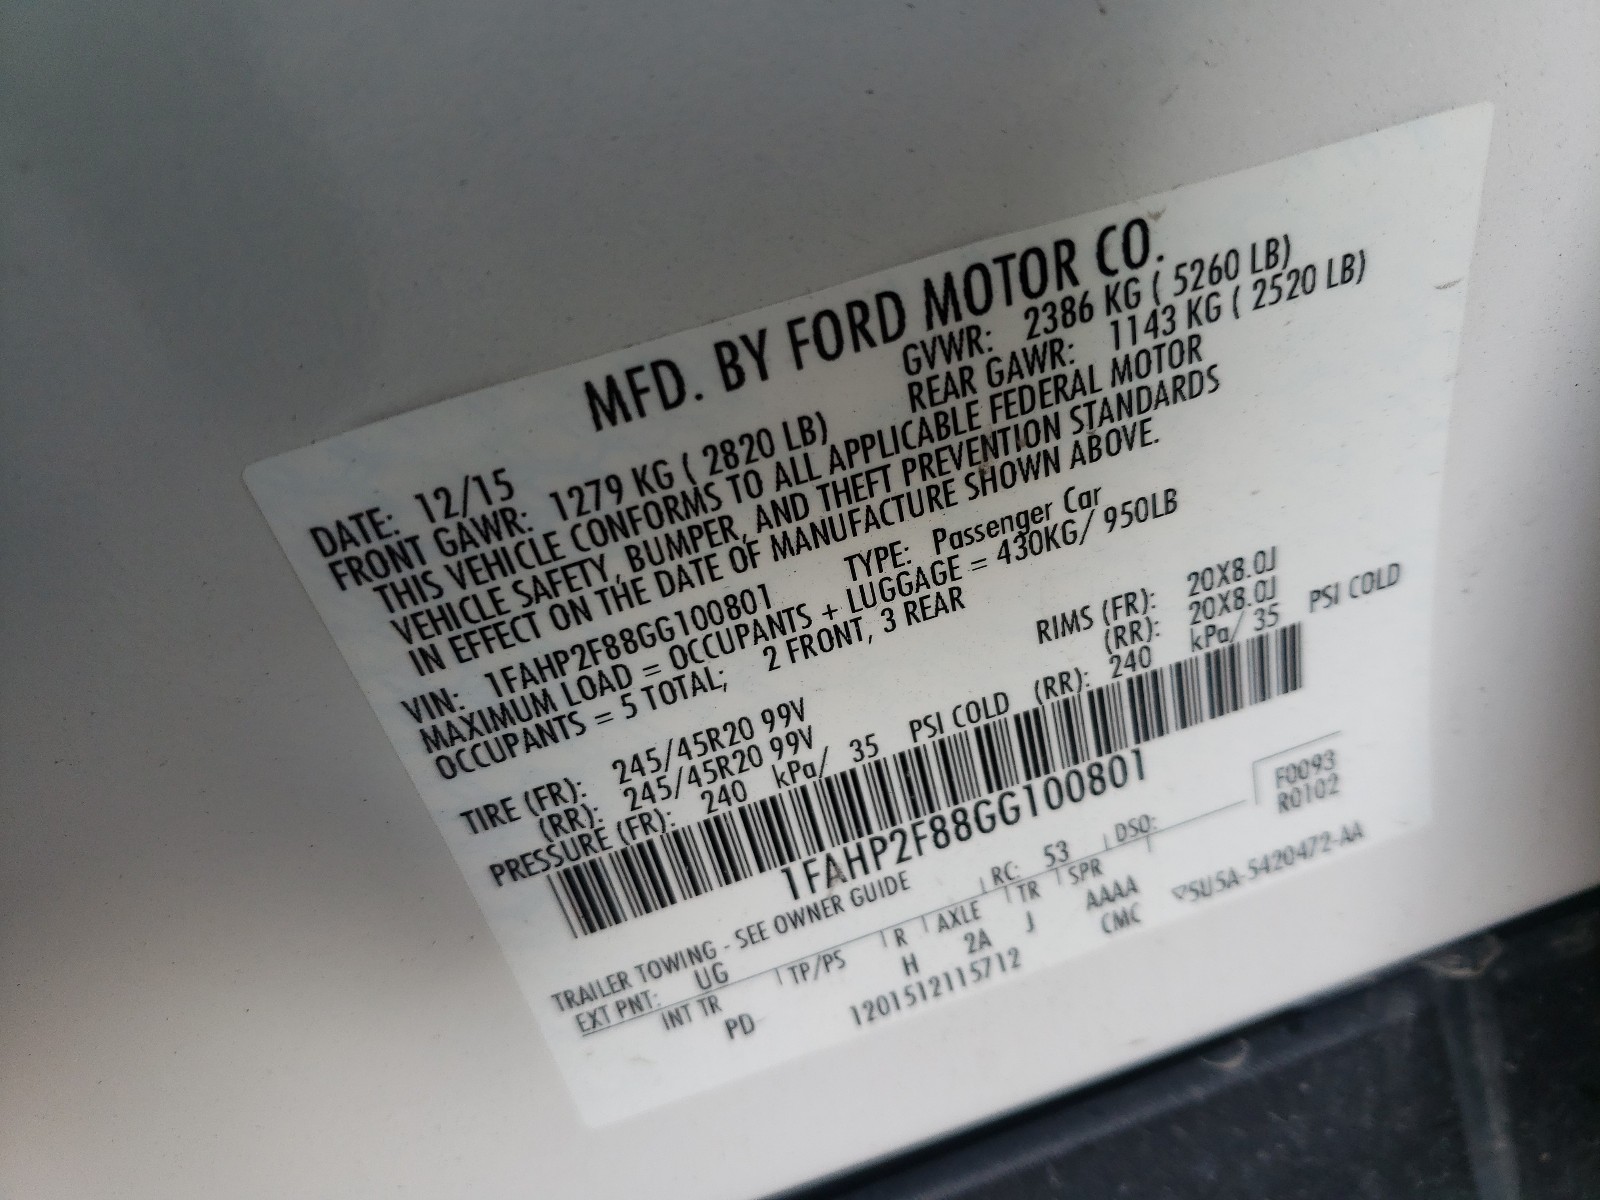 MFD. BY FORD MOTOR CO.
DATE: 12/15 GVWR: 2386 KG ( 5260 LB)
FRONT GAWR: 1279 KG ( 2820 LB) REAR GAWR: 1143 KG ( 2520 LB)
THIS VEHICLE CONFORMS TO ALL APPLICABLE FEDERAL MOTOR
VEHICLE SAFETY, BUMPER, AND THEFT PREVENTION STANDARDS
IN EFFECT ON THE DATE OF MANUFACTURE SHOWN ABOVE.
VIN: 1FAHP2F88GG100801 TYPE: Passenger Car
MAXIMUM LOAD = OCCUPANTS + LUGGAGE = 430KG/ 950LB
OCCUPANTS = 5 TOTAL; 2 FRONT, 3 REAR
TIRE (FR): 245/45R20 99V RIMS (FR): 20X8.0J
(RR): 245/45R20 99V (RR): 20X8.0J
PRESSURE (FR): 240 kPa/ 35 PSI COLD (RR): 240 kPa/ 35 PSI COLD
1FAHP2F88GG100801
F0093
R0102
TRAILER TOWING - SEE OWNER GUIDE
EXT PNT: UG RC: 53 DSO:
INT TR TP/PS R AXLE TR SPR
PD H 2A J AAAA
1201512115712 CMC
5U5A-5420472-AA